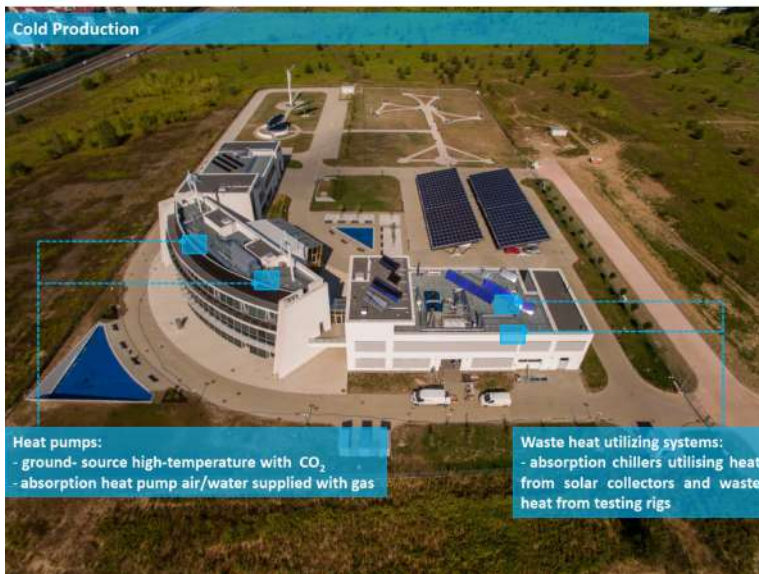 Cold Production
Heat pumps:
- ground- source high-temperature with CO₂
- absorption heat pump air/water supplied with gas
Waste heat utilizing systems:
- absorption chillers utilising heat
from solar collectors and waste
heat from testing rigs